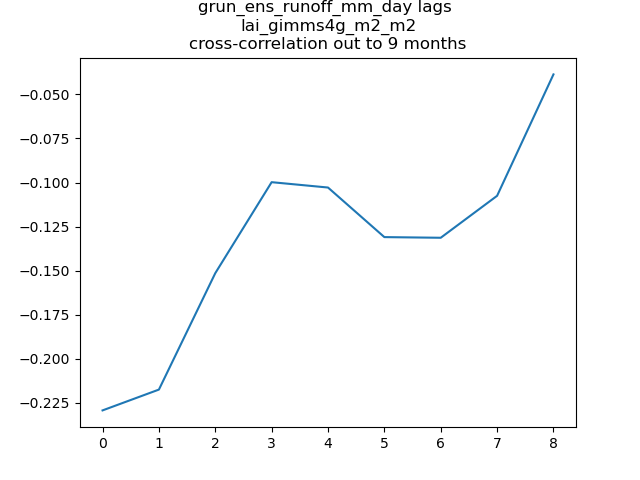 grun_ens_runoff_mm_day lags
lai_gimms4g_m2_m2
cross-correlation out to 9 months
−0.050
−0.075
−0.100
−0.125
−0.150
−0.175
−0.200
−0.225
0 1 2 3 4 5 6 7 8